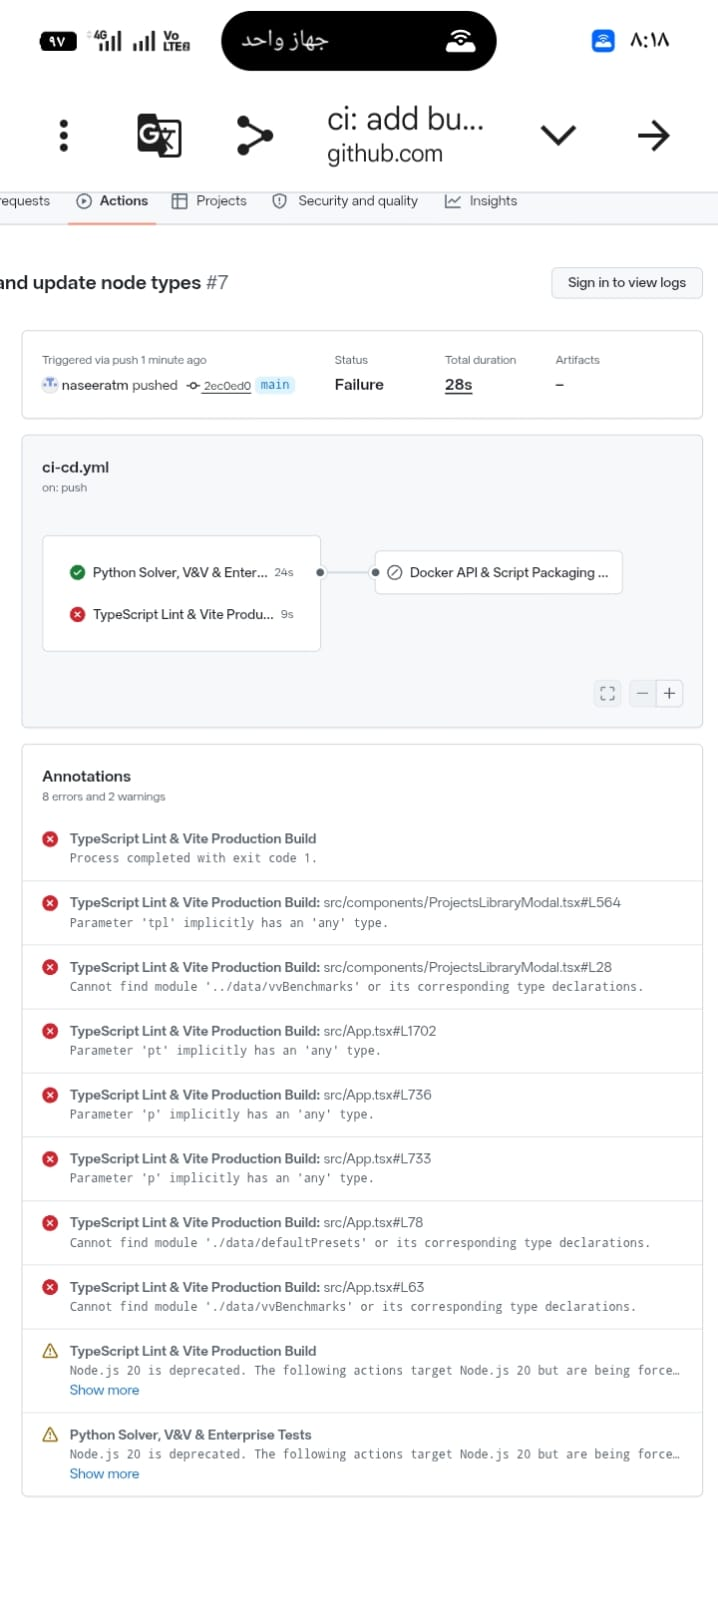 ٩٧ 4G Vo LTE2 جهاز واحد ٨:١٨
ci: add bu...
github.com
equests Actions Projects Security and quality Insights
and update node types #7 Sign in to view logs
Triggered via push 1 minute ago Status Total duration Artifacts
naseeratm pushed 2ec0ed0 main Failure 28s –
ci-cd.yml
on: push
Python Solver, V&V & Enter... 24s
TypeScript Lint & Vite Produ... 9s
Docker API & Script Packaging ...
Annotations
8 errors and 2 warnings
TypeScript Lint & Vite Production Build
Process completed with exit code 1.
TypeScript Lint & Vite Production Build: src/components/ProjectsLibraryModal.tsx#L564
Parameter 'tpl' implicitly has an 'any' type.
TypeScript Lint & Vite Production Build: src/components/ProjectsLibraryModal.tsx#L28
Cannot find module '../data/vvBenchmarks' or its corresponding type declarations.
TypeScript Lint & Vite Production Build: src/App.tsx#L1702
Parameter 'pt' implicitly has an 'any' type.
TypeScript Lint & Vite Production Build: src/App.tsx#L736
Parameter 'p' implicitly has an 'any' type.
TypeScript Lint & Vite Production Build: src/App.tsx#L733
Parameter 'p' implicitly has an 'any' type.
TypeScript Lint & Vite Production Build: src/App.tsx#L78
Cannot find module './data/defaultPresets' or its corresponding type declarations.
TypeScript Lint & Vite Production Build: src/App.tsx#L63
Cannot find module './data/vvBenchmarks' or its corresponding type declarations.
TypeScript Lint & Vite Production Build
Node.js 20 is deprecated. The following actions target Node.js 20 but are being force…
Show more
Python Solver, V&V & Enterprise Tests
Node.js 20 is deprecated. The following actions target Node.js 20 but are being force…
Show more